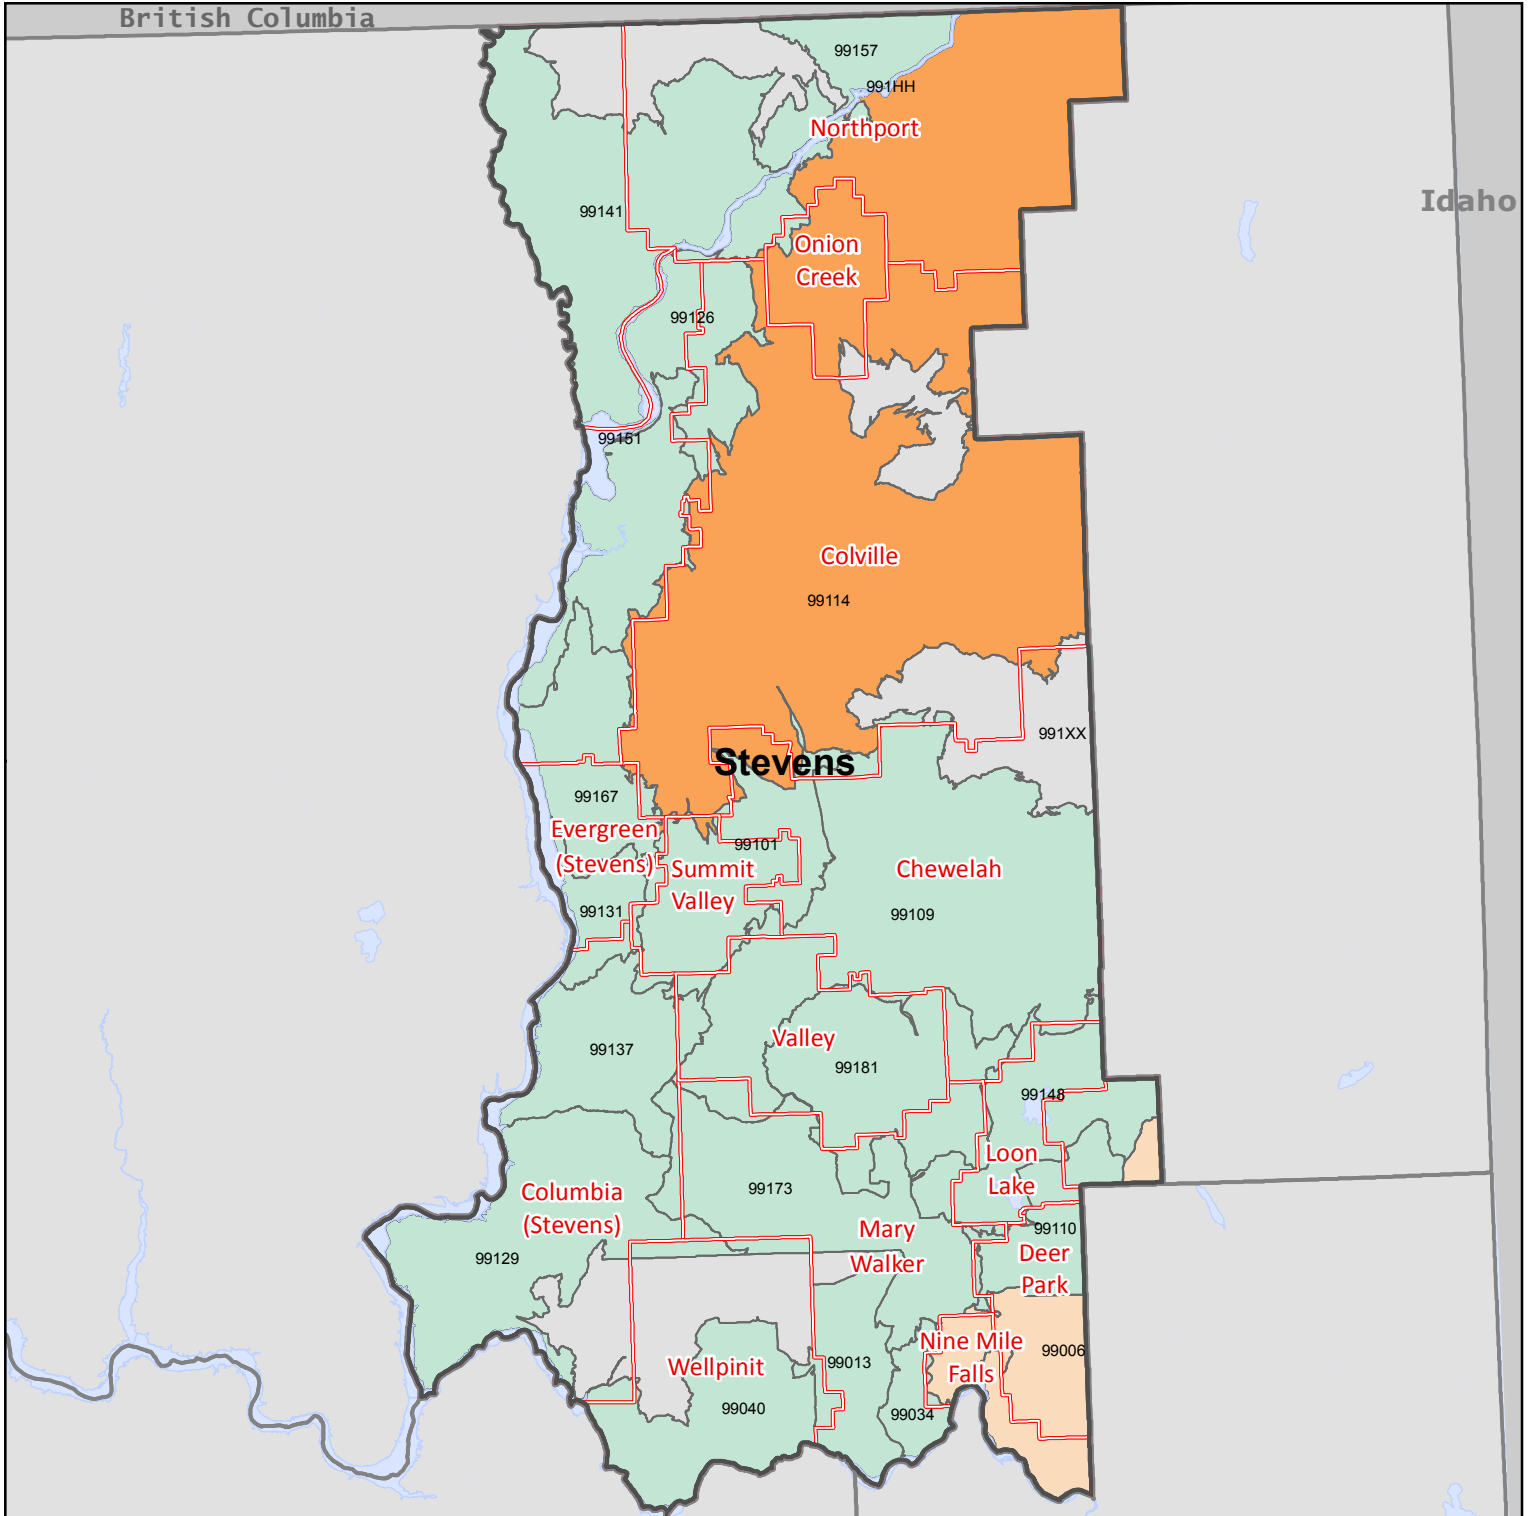 British Columbia
99157
991HH
Northport
Idaho
99141
Onion
Creek
99126
99151
Colville
99114
991XX
Stevens
99167
Evergreen
(Stevens)
99101
Summit
Valley
Chewelah
99131
99109
Valley
99137
99181
99148
Loon
Lake
Columbia
(Stevens)
99173
Mary
Walker
99110
Deer
Park
99129
Nine Mile
Falls
99006
Wellpinit
99013
99040
99034